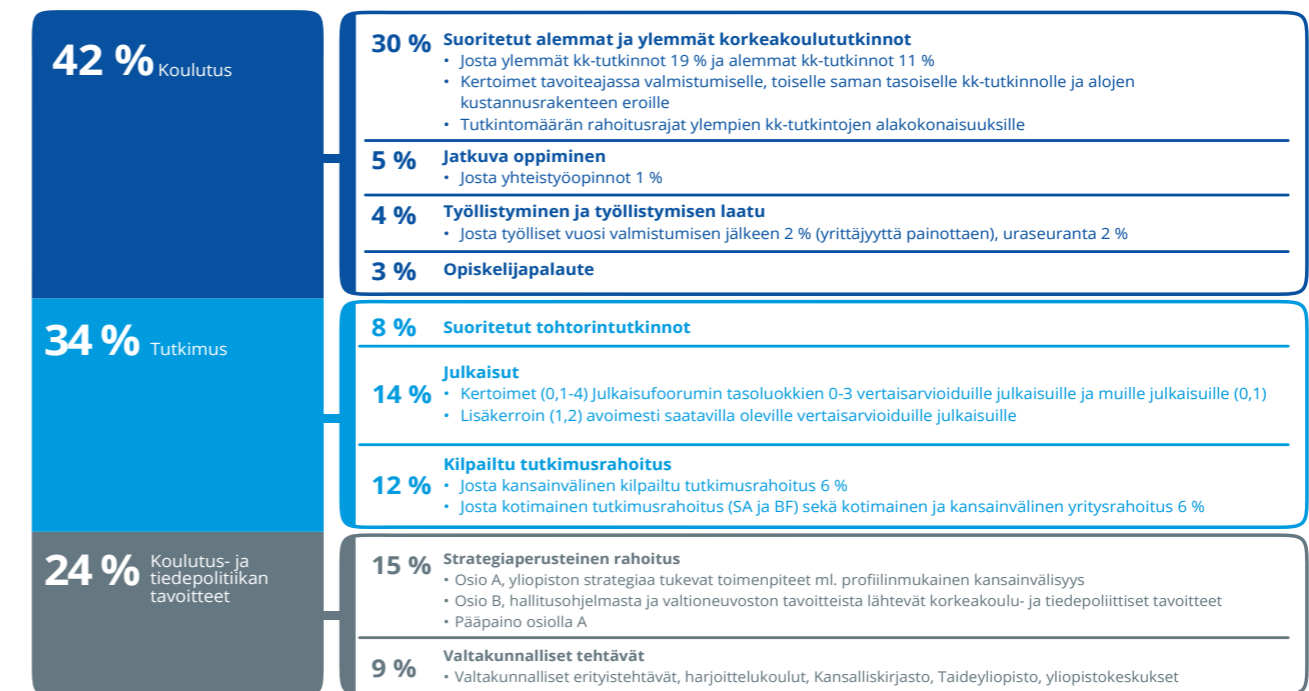 42 % Koulutus
30 % Suoritetut alemmat ja ylemmät korkeakoulututkinnot
• Josta ylemmät kk-tutkinnot 19 % ja alemmat kk-tutkinnot 11 %
• Kertoimet tavoiteajassa valmistumiselle, toiselle saman tasoiselle kk-tutkinnolle ja alojen
kustannusrakenteen eroille
• Tutkintomäärän rahoitusrajat ylempien kk-tutkintojen alakokonaisuuksille
5 % Jatkuva oppiminen
• Josta yhteistyöopinnot 1 %
4 % Työllistyminen ja työllistymisen laatu
• Josta työlliset vuosi valmistumisen jälkeen 2 % (yrittäjyyttä painottaen), uraseuranta 2 %
3 % Opiskelijapalaute
34 % Tutkimus
8 % Suoritetut tohtorintutkinnot
Julkaisut
14 % • Kertoimet (0,1-4) Julkaisufoorumin tasoluokkien 0-3 vertaisarvioiduille julkaisuille ja muille julkaisuille (0,1)
• Lisäkerroin (1,2) avoimesti saatavilla oleville vertaisarvioiduille julkaisuille
Kilpailtu tutkimusrahoitus
12 % • Josta kansainvälinen kilpailtu tutkimusrahoitus 6 %
• Josta kotimainen tutkimusrahoitus (SA ja BF) sekä kotimainen ja kansainvälinen yritysrahoitus 6 %
24 % Koulutus- ja
tiedepolitiikan
tavoitteet
15 % Strategiaperusteinen rahoitus
• Osio A, yliopiston strategiaa tukevat toimenpiteet ml. profiilinmukainen kansainvälisyys
• Osio B, hallitusohjelmasta ja valtioneuvoston tavoitteista lähtevät korkeakoulu- ja tiedepoliittiset tavoitteet
• Pääpaino osiolla A
Valtakunnalliset tehtävät
9 % • Valtakunnalliset erityistehtävät, harjoittelukoulut, Kansalliskirjasto, Taideyliopisto, yliopistokeskukset